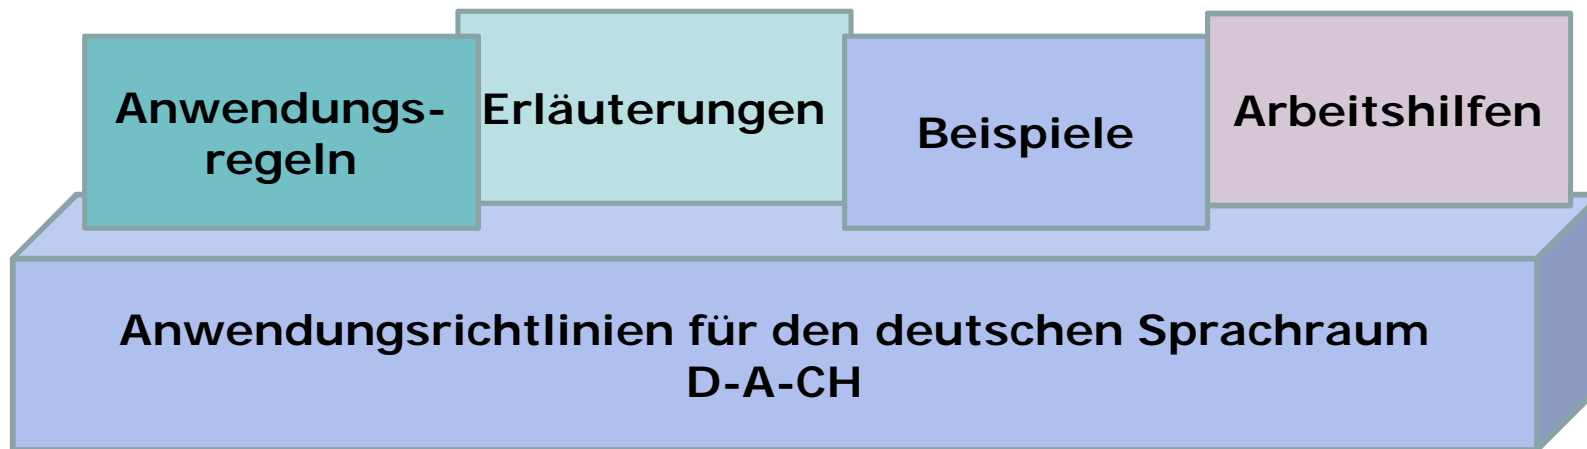 Anwendungs-
regeln
Erläuterungen
Beispiele
Arbeitshilfen
Anwendungsrichtlinien für den deutschen Sprachraum
D-A-CH